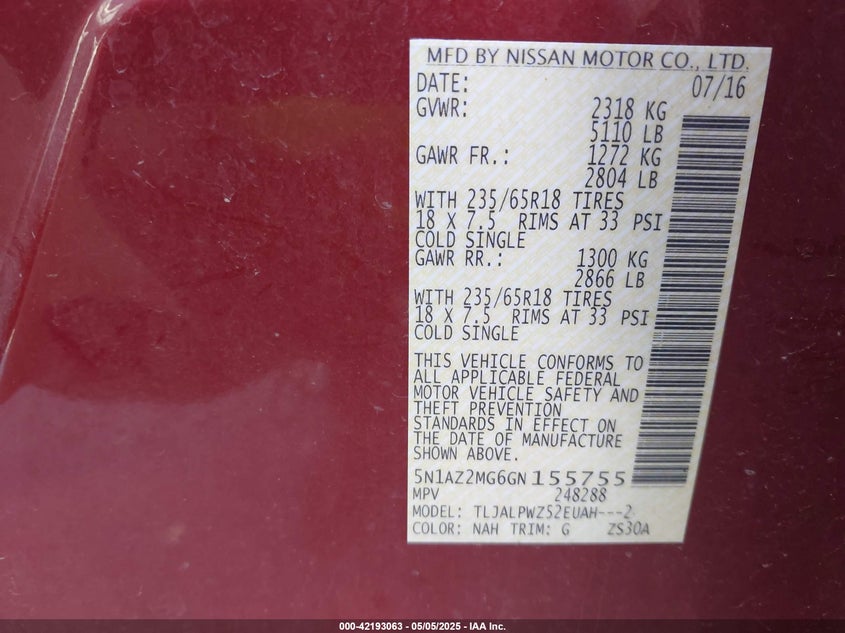 MFD BY NISSAN MOTOR CO., LTD.
DATE: 07/16
GVWR: 2318 KG
5110 LB
GAWR FR.: 1272 KG
2804 LB
WITH 235/65R18 TIRES
18 X 7.5 RIMS AT 33 PSI
COLD SINGLE
GAWR RR.: 1300 KG
2866 LB
WITH 235/65R18 TIRES
18 X 7.5 RIMS AT 33 PSI
COLD SINGLE
THIS VEHICLE CONFORMS TO
ALL APPLICABLE FEDERAL
MOTOR VEHICLE SAFETY AND
THEFT PREVENTION
STANDARDS IN EFFECT ON
THE DATE OF MANUFACTURE
SHOWN ABOVE.
5N1AZ2MG6GN155755
MPV 248288
MODEL: TLJALPWZ52EUAH---2
COLOR: NAH TRIM: G ZS30A
000-42193063 - 05/05/2025 - IAA Inc.